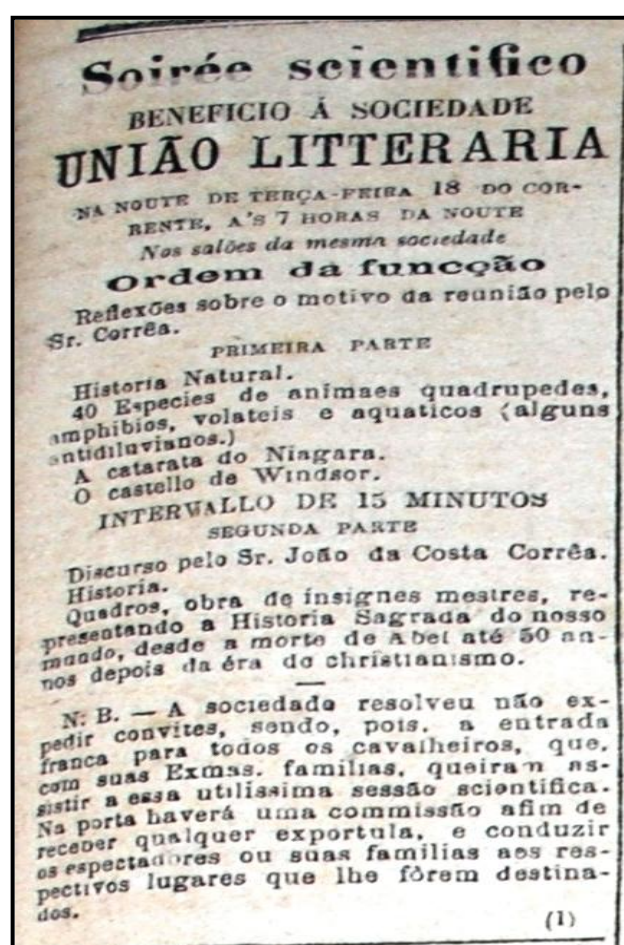 Soirée scientifico
BENEFICIO Á SOCIEDADE
UNIÃO LITTERARIA
NA NOUTE DE TERÇA-FEIRA 18 DO COR-
RENTE, A'S 7 HORAS DA NOUTE
Nos salões da mesma sociedade
Ordem da funcção
Reflexões sobre o motivo da reunião pelo
Sr. Corrêa.
PRIMEIRA PARTE
Historia Natural.
40 Especies de animaes quadrupedes,
amphibios, volateis e aquaticos (alguns
antidiluvianos.)
A catarata do Niagara.
O castello de Windsor.
INTERVALLO DE 15 MINUTOS
SEGUNDA PARTE
Discurso pelo Sr. João da Costa Corrêa.
Historia.
Quadros, obra de insignes mestres, re-
presentando a Historia Sagrada do nosso
mundo, desde a morte de Abel até 50 an-
nos depois da éra do christianismo.
N. B. — A sociedade resolveu não ex-
pedir convites, sendo, pois, a entrada
franca para todos os cavalheiros, que,
com suas Exmas. familias, queiram as-
sistir a essa utilissima sessão scientifica.
Na porta haverá uma commissão afim de
receber qualquer exportula, e conduzir
os espectadores ou suas familias aos res-
pectivos lugares que lhe fôrem destina-
dos.
(1)